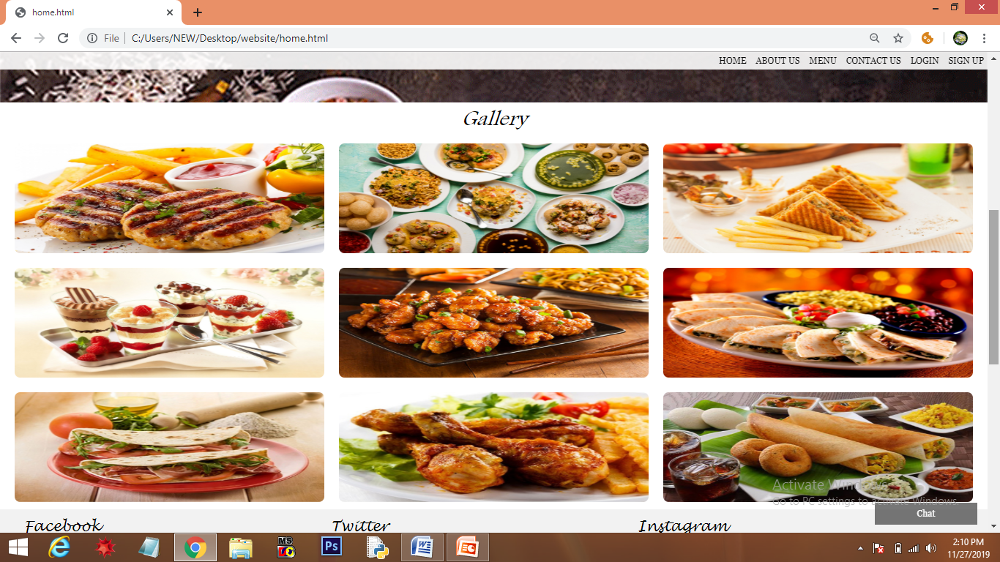 home.html
File C:/Users/NEW/Desktop/website/home.html
HOME ABOUT US MENU CONTACT US LOGIN SIGN UP
Gallery
Activate Windows
Go to PC settings to activate Windows.
Chat
Facebook Twitter Instagram
MS
Ps
2:10 PM
11/27/2019